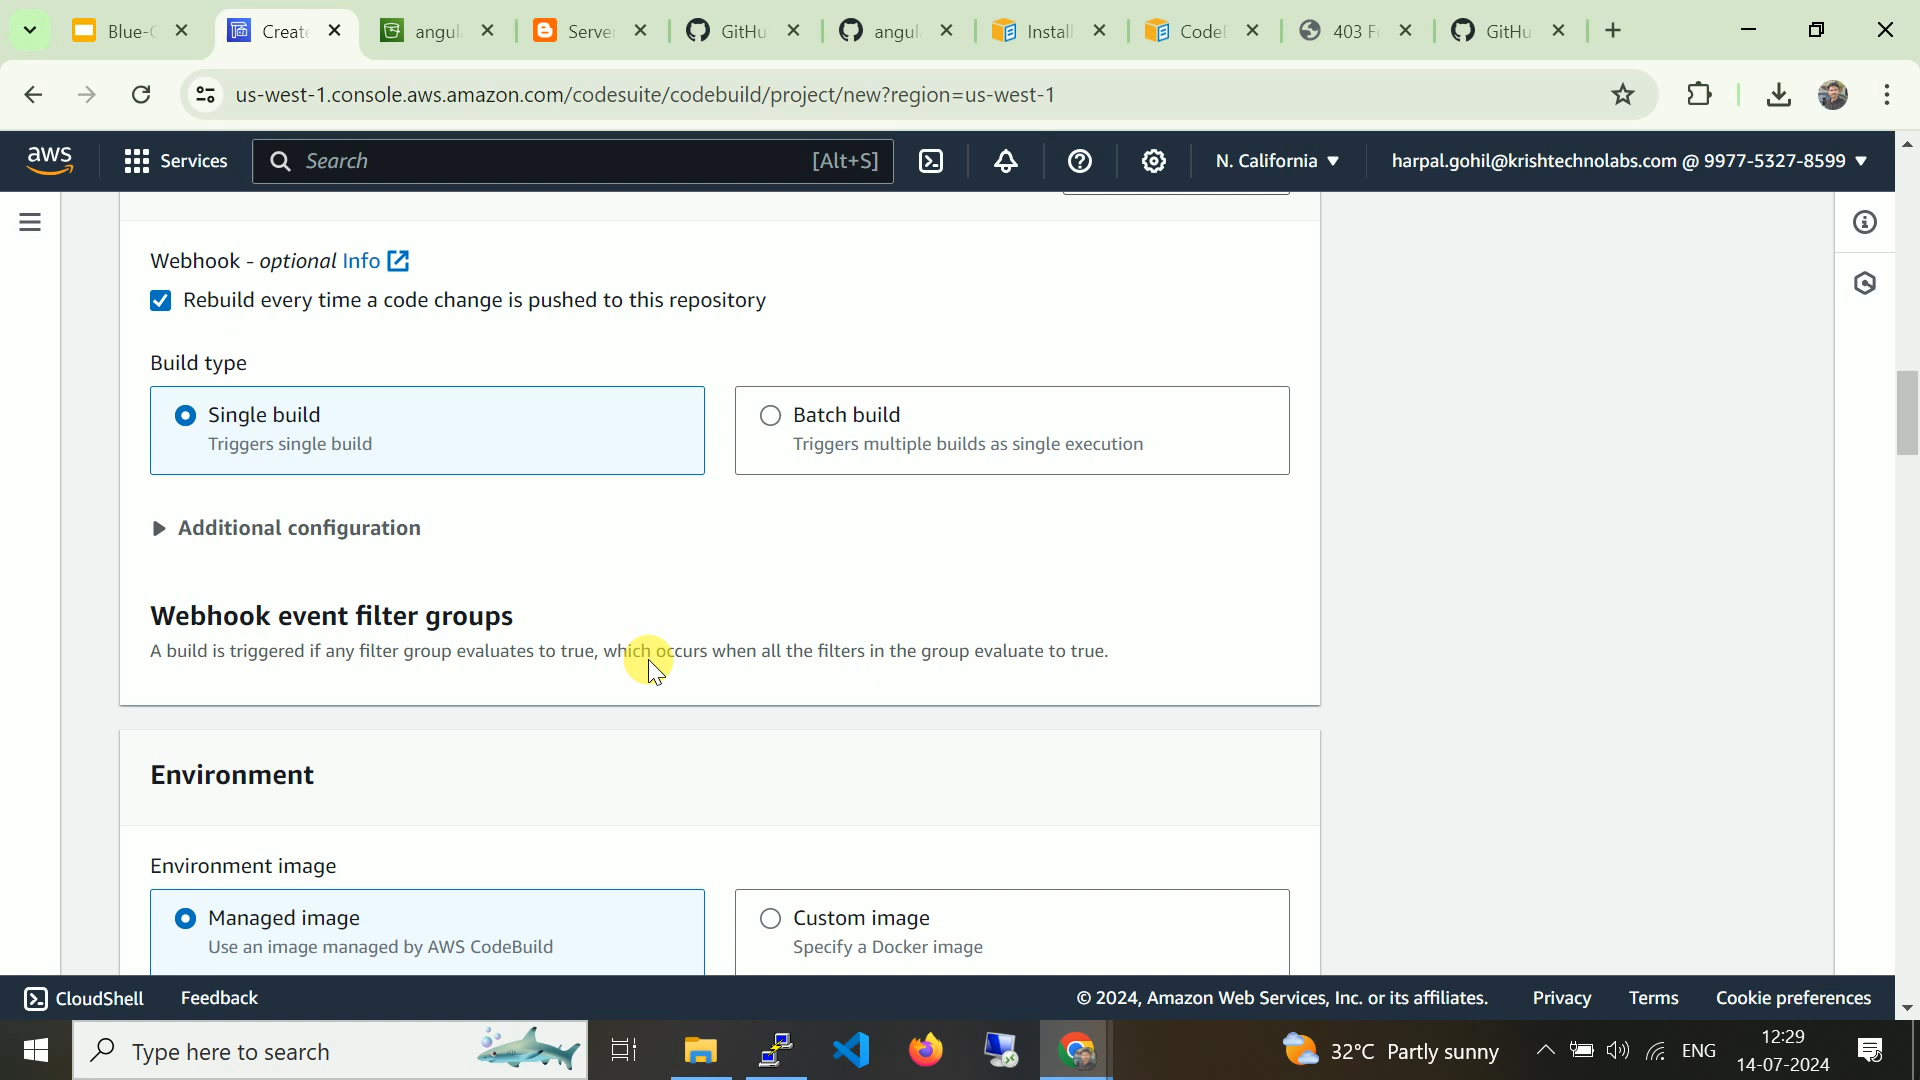 Blue-G
Create
angul
Server
GitHu
angul
Install
CodeD
403 Fo
GitHu
us-west-1.console.aws.amazon.com/codesuite/codebuild/project/new?region=us-west-1
aws
Services
Search
[Alt+S]
N. California
harpal.gohil@krishtechnolabs.com @ 9977-5327-8599
Webhook - optional Info
Rebuild every time a code change is pushed to this repository
Build type
Single build
Triggers single build
Batch build
Triggers multiple builds as single execution
Additional configuration
Webhook event filter groups
A build is triggered if any filter group evaluates to true, which occurs when all the filters in the group evaluate to true.
Environment
Environment image
Managed image
Use an image managed by AWS CodeBuild
Custom image
Specify a Docker image
CloudShell
Feedback
© 2024, Amazon Web Services, Inc. or its affiliates.
Privacy
Terms
Cookie preferences
Type here to search
32°C Partly sunny
ENG
12:29
14-07-2024